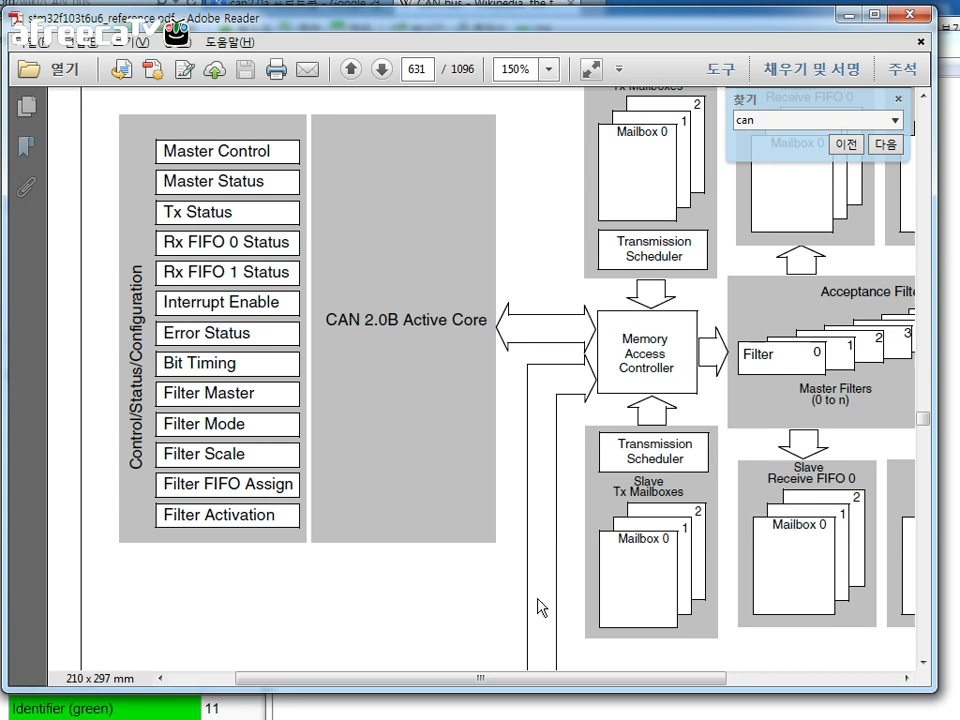 stm32f103t6u6_reference.pdf - Adobe Reader
afreecaTV
도움말(H)
열기
631 / 1096
150%
도구
채우기 및 서명
주석
찾기
can
이전
다음
Control/Status/Configuration
Master Control
Master Status
Tx Status
Rx FIFO 0 Status
Rx FIFO 1 Status
Interrupt Enable
Error Status
Bit Timing
Filter Master
Filter Mode
Filter Scale
Filter FIFO Assign
Filter Activation
CAN 2.0B Active Core
Tx Mailboxes
2
1
Mailbox 0
Transmission
Scheduler
Memory
Access
Controller
Transmission
Scheduler
Slave
Tx Mailboxes
2
1
Mailbox 0
Receive FIFO 0
Mailbox 0
Acceptance Filte
3
2
1
Filter 0
Master Filters
(0 to n)
Slave
Receive FIFO 0
2
1
Mailbox 0
210 x 297 mm
Identifier (green) 11